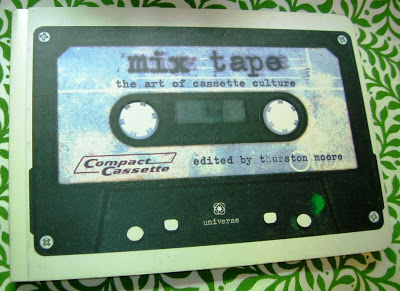 mix tape
the art of cassette culture
Compact
Cassette
edited by thurston moore
universe